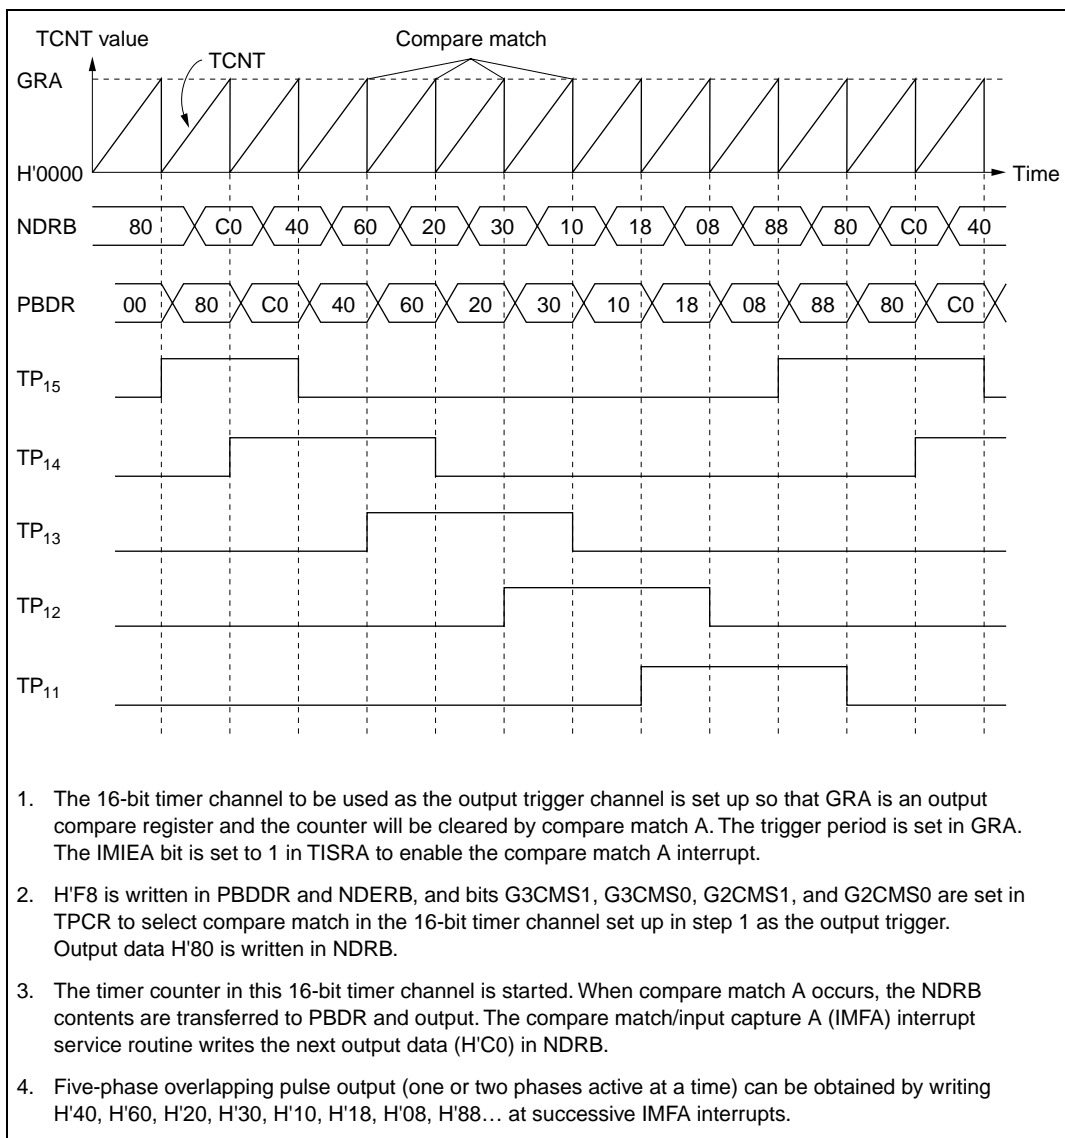 TCNT value
Compare match
TCNT
GRA
H'0000
Time
NDRB 80 C0 40 60 20 30 10 18 08 88 80 C0 40
PBDR 00 80 C0 40 60 20 30 10 18 08 88 80 C0
TP15
TP14
TP13
TP12
TP11
1. The 16-bit timer channel to be used as the output trigger channel is set up so that GRA is an output
compare register and the counter will be cleared by compare match A. The trigger period is set in GRA.
The IMIEA bit is set to 1 in TISRA to enable the compare match A interrupt.
2. H'F8 is written in PBDDR and NDERB, and bits G3CMS1, G3CMS0, G2CMS1, and G2CMS0 are set in
TPCR to select compare match in the 16-bit timer channel set up in step 1 as the output trigger.
Output data H'80 is written in NDRB.
3. The timer counter in this 16-bit timer channel is started. When compare match A occurs, the NDRB
contents are transferred to PBDR and output. The compare match/input capture A (IMFA) interrupt
service routine writes the next output data (H'C0) in NDRB.
4. Five-phase overlapping pulse output (one or two phases active at a time) can be obtained by writing
H'40, H'60, H'20, H'30, H'10, H'18, H'08, H'88… at successive IMFA interrupts.